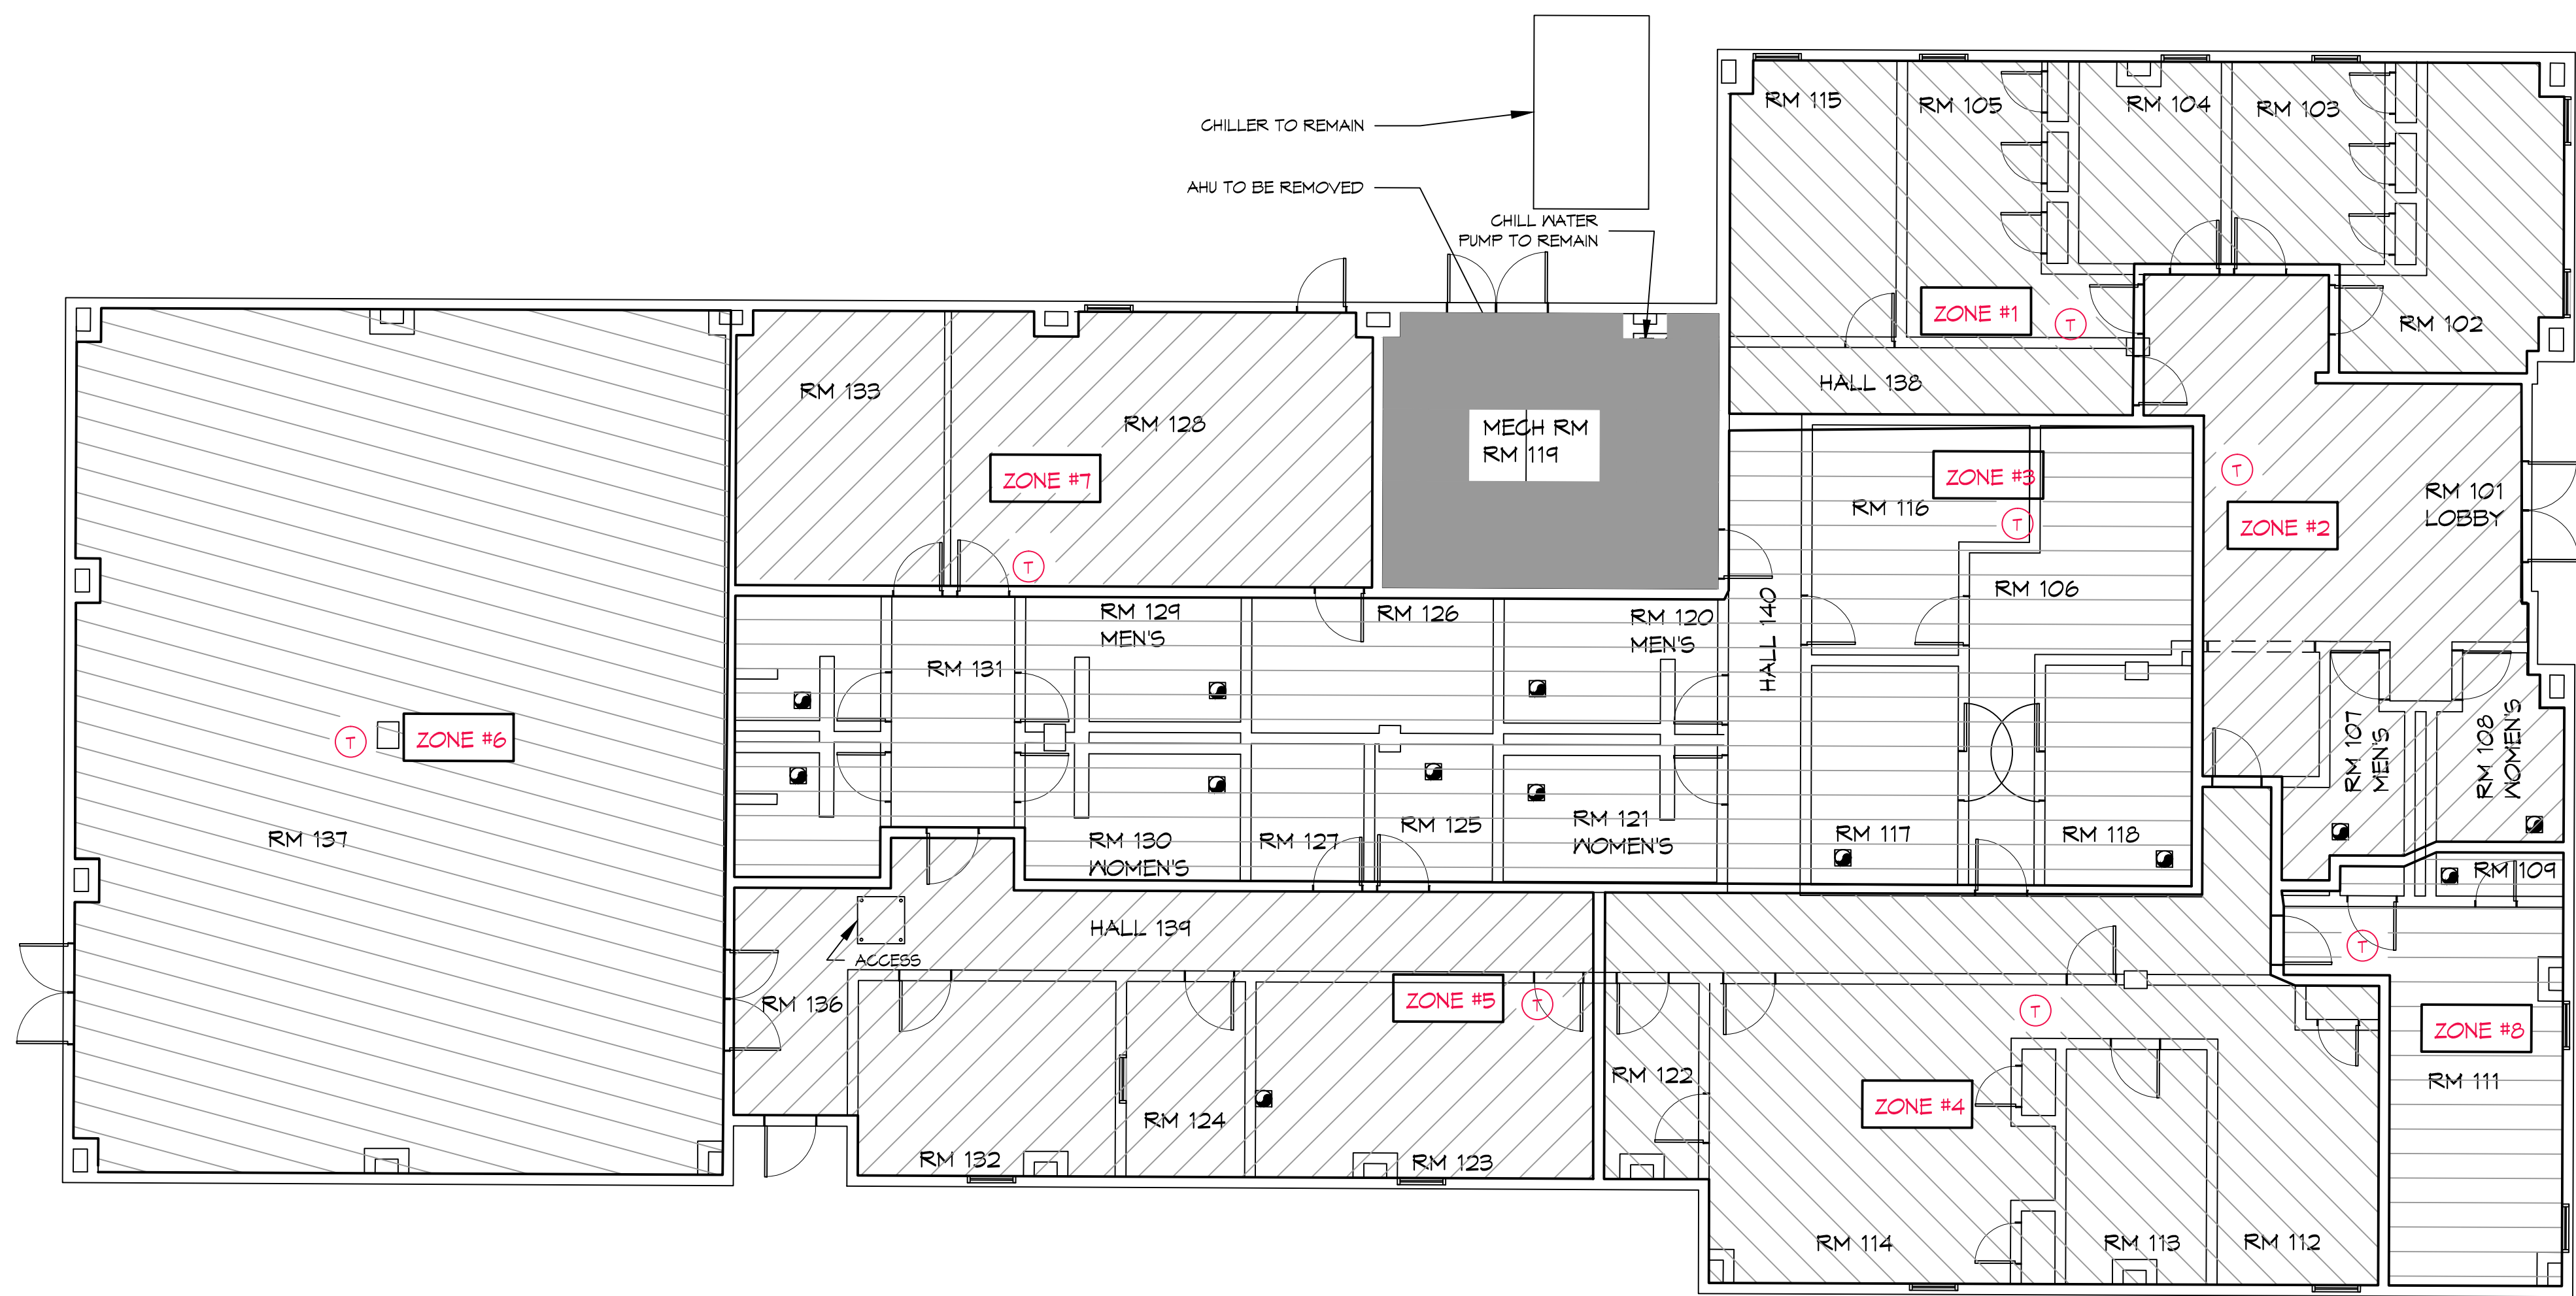 CHILLER TO REMAIN
AHU TO BE REMOVED
CHILL WATER
PUMP TO REMAIN
RM 115
RM 105
RM 104
RM 103
ZONE #1
T
RM 102
HALL 138
RM 133
RM 128
ZONE #7
T
MECH RM
RM 119
ZONE #3
RM 116
T
T
RM 101
LOBBY
ZONE #2
RM 106
HALL 140
RM 129
MEN'S
RM 126
RM 120
MEN'S
RM 131
RM 107
MEN'S
RM 108
WOMEN'S
T
ZONE #6
RM 137
RM 130
WOMEN'S
RM 127
RM 125
RM 121
WOMEN'S
RM 117
RM 118
RM 109
HALL 139
ACCESS
T
RM 136
ZONE #5
T
T
ZONE #8
RM 122
RM 111
RM 124
ZONE #4
RM 132
RM 123
RM 114
RM 113
RM 112